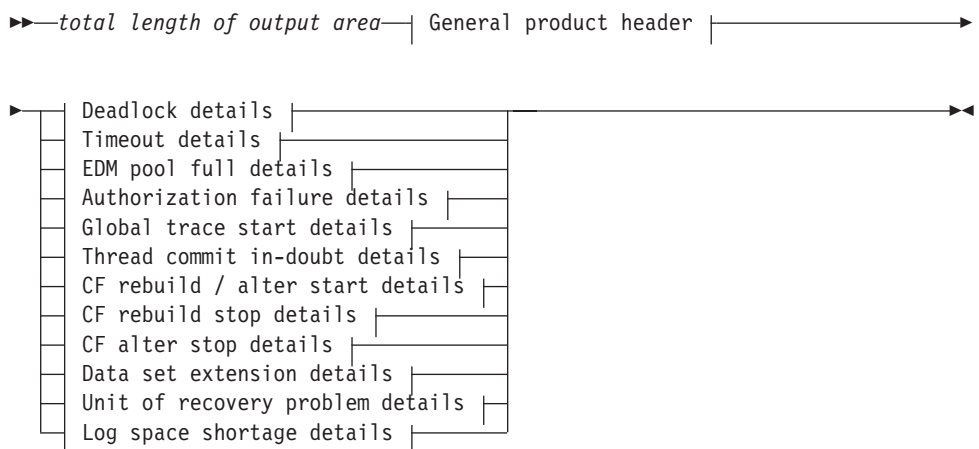 total length of output area General product header
Deadlock details
Timeout details
EDM pool full details
Authorization failure details
Global trace start details
Thread commit in-doubt details
CF rebuild / alter start details
CF rebuild stop details
CF alter stop details
Data set extension details
Unit of recovery problem details
Log space shortage details